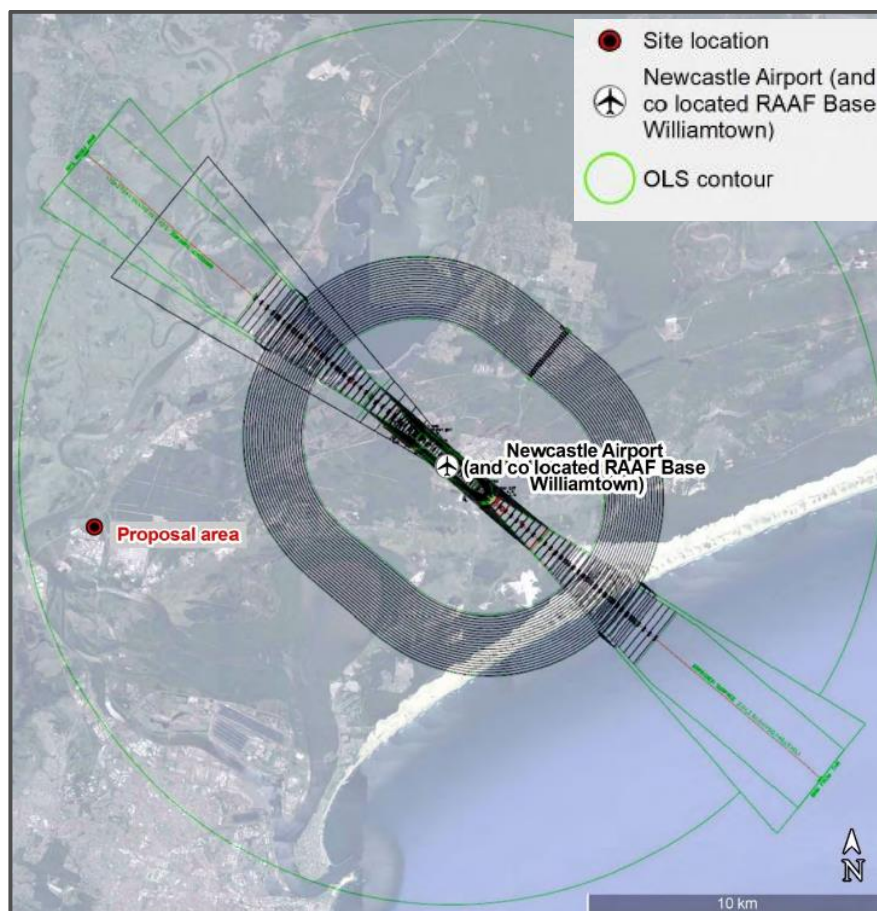 Site location
Newcastle Airport (and
co located RAAF Base
Williamtown)
OLS contour
Newcastle Airport
(and co located RAAF Base
Williamtown)
Proposal area
N
10 km